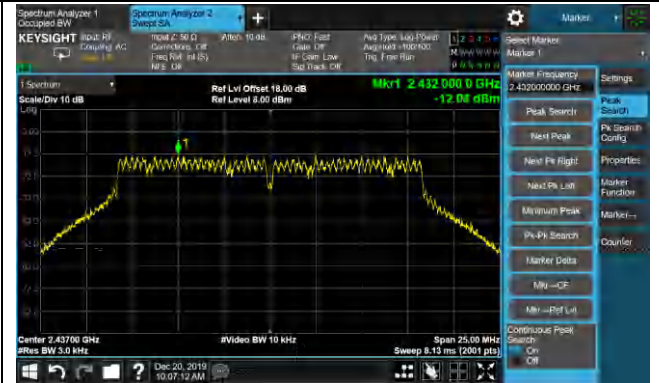 Spectrum Analyzer 1
Occupied BW
Spectrum Analyzer 2
Swept SA
+
Marker
KEYSIGHT
Input: RF
Coupling: AC
Input Z: 50 Ω
Corrections: Off
Freq Ref: Int (S)
NFE: Off
Atten: 10 dB
PNO: Fast
Gate: Off
IF Gain: Low
Sig Track: Off
Avg Type: Log-Power
Avg|Hold: >100/100
Trig: Free Run
Select Marker
Marker 1
1 Spectrum
Scale/Div 10 dB
Log
Ref Lvl Offset 18.00 dB
Ref Level 8.00 dBm
Mkr1 2.432 000 0 GHz
-12.08 dBm
1
Marker Frequency
2.432000000 GHz
Peak Search
Next Peak
Next Pk Right
Next Pk Left
Minimum Peak
Pk-Pk Search
Marker Delta
Mkr→CF
Mkr→Ref Lvl
Continuous Peak
Search
On
Off
Settings
Peak
Search
Pk Search
Config
Properties
Marker
Function
Marker→
Counter
Center 2.43700 GHz
#Res BW 3.0 kHz
#Video BW 10 kHz
Span 25.00 MHz
Sweep 8.13 ms (2001 pts)
?
Dec 20, 2019
10:07:12 AM